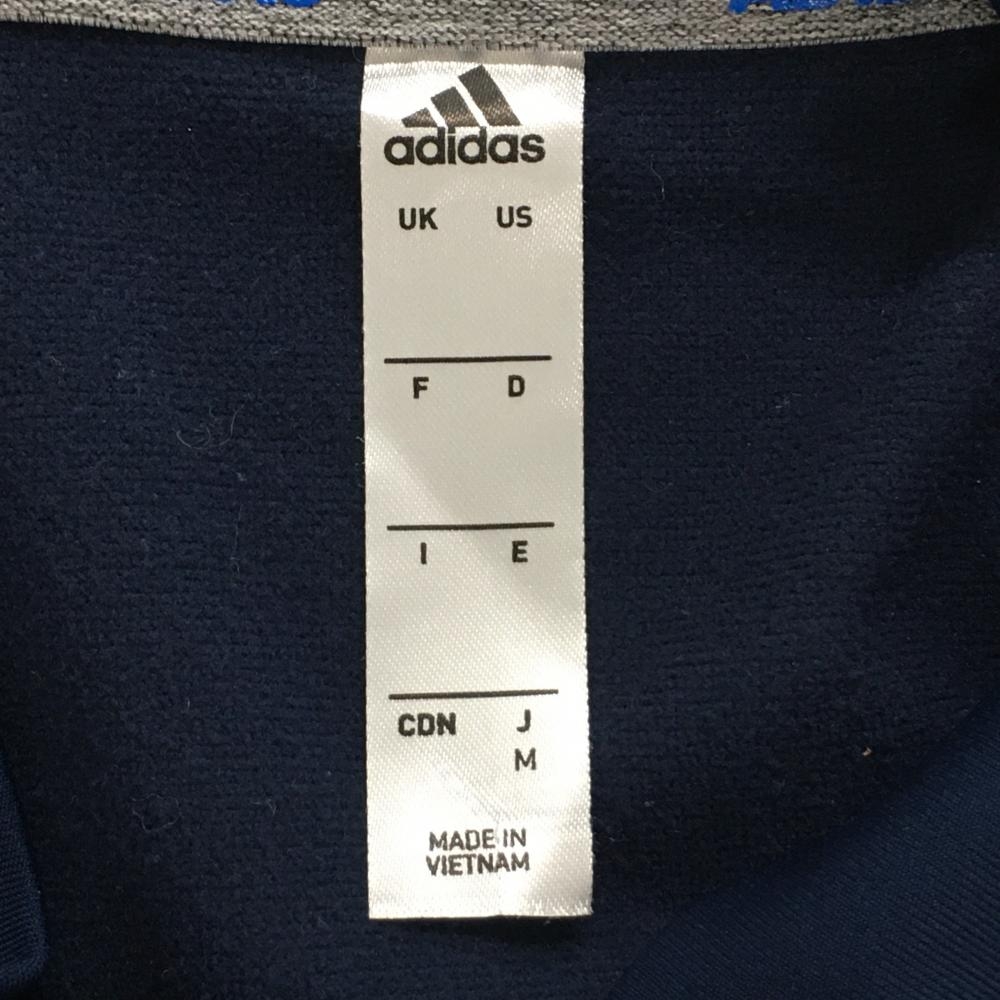 adidas
UK US
F D
I E
CDN J
M
MADE IN
VIETNAM